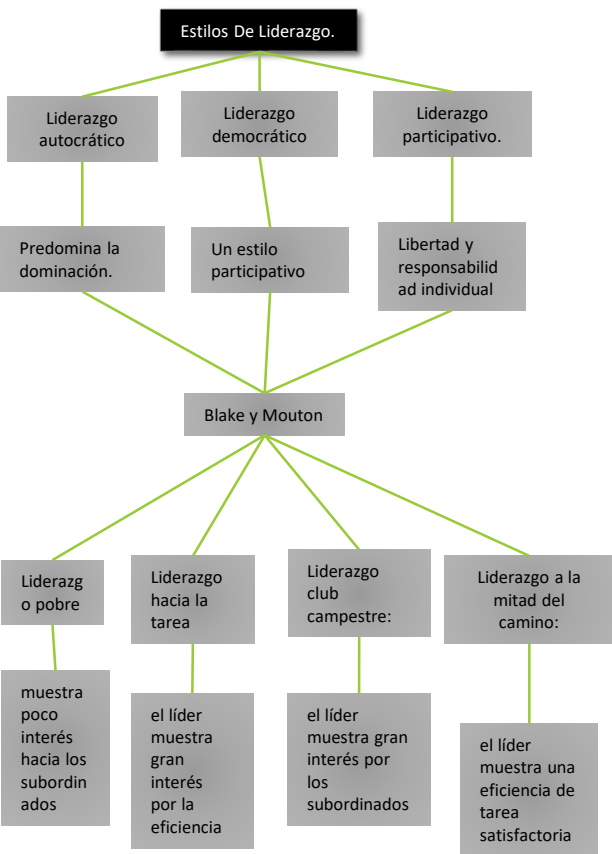 Estilos De Liderazgo.
Liderazgo
autocrático
Liderazgo
democrático
Liderazgo
participativo.
Predomina la
dominación.
Un estilo
participativo
Libertad y
responsabilid
ad individual
Blake y Mouton
Liderazg
o pobre
Liderazgo
hacia la
tarea
Liderazgo
club
campestre:
Liderazgo a la
mitad del
camino:
muestra
poco
interés
hacia los
subordin
ados
el líder
muestra
gran
interés
por la
eficiencia
el líder
muestra gran
interés por
los
subordinados
el líder
muestra una
eficiencia de
tarea
satisfactoria